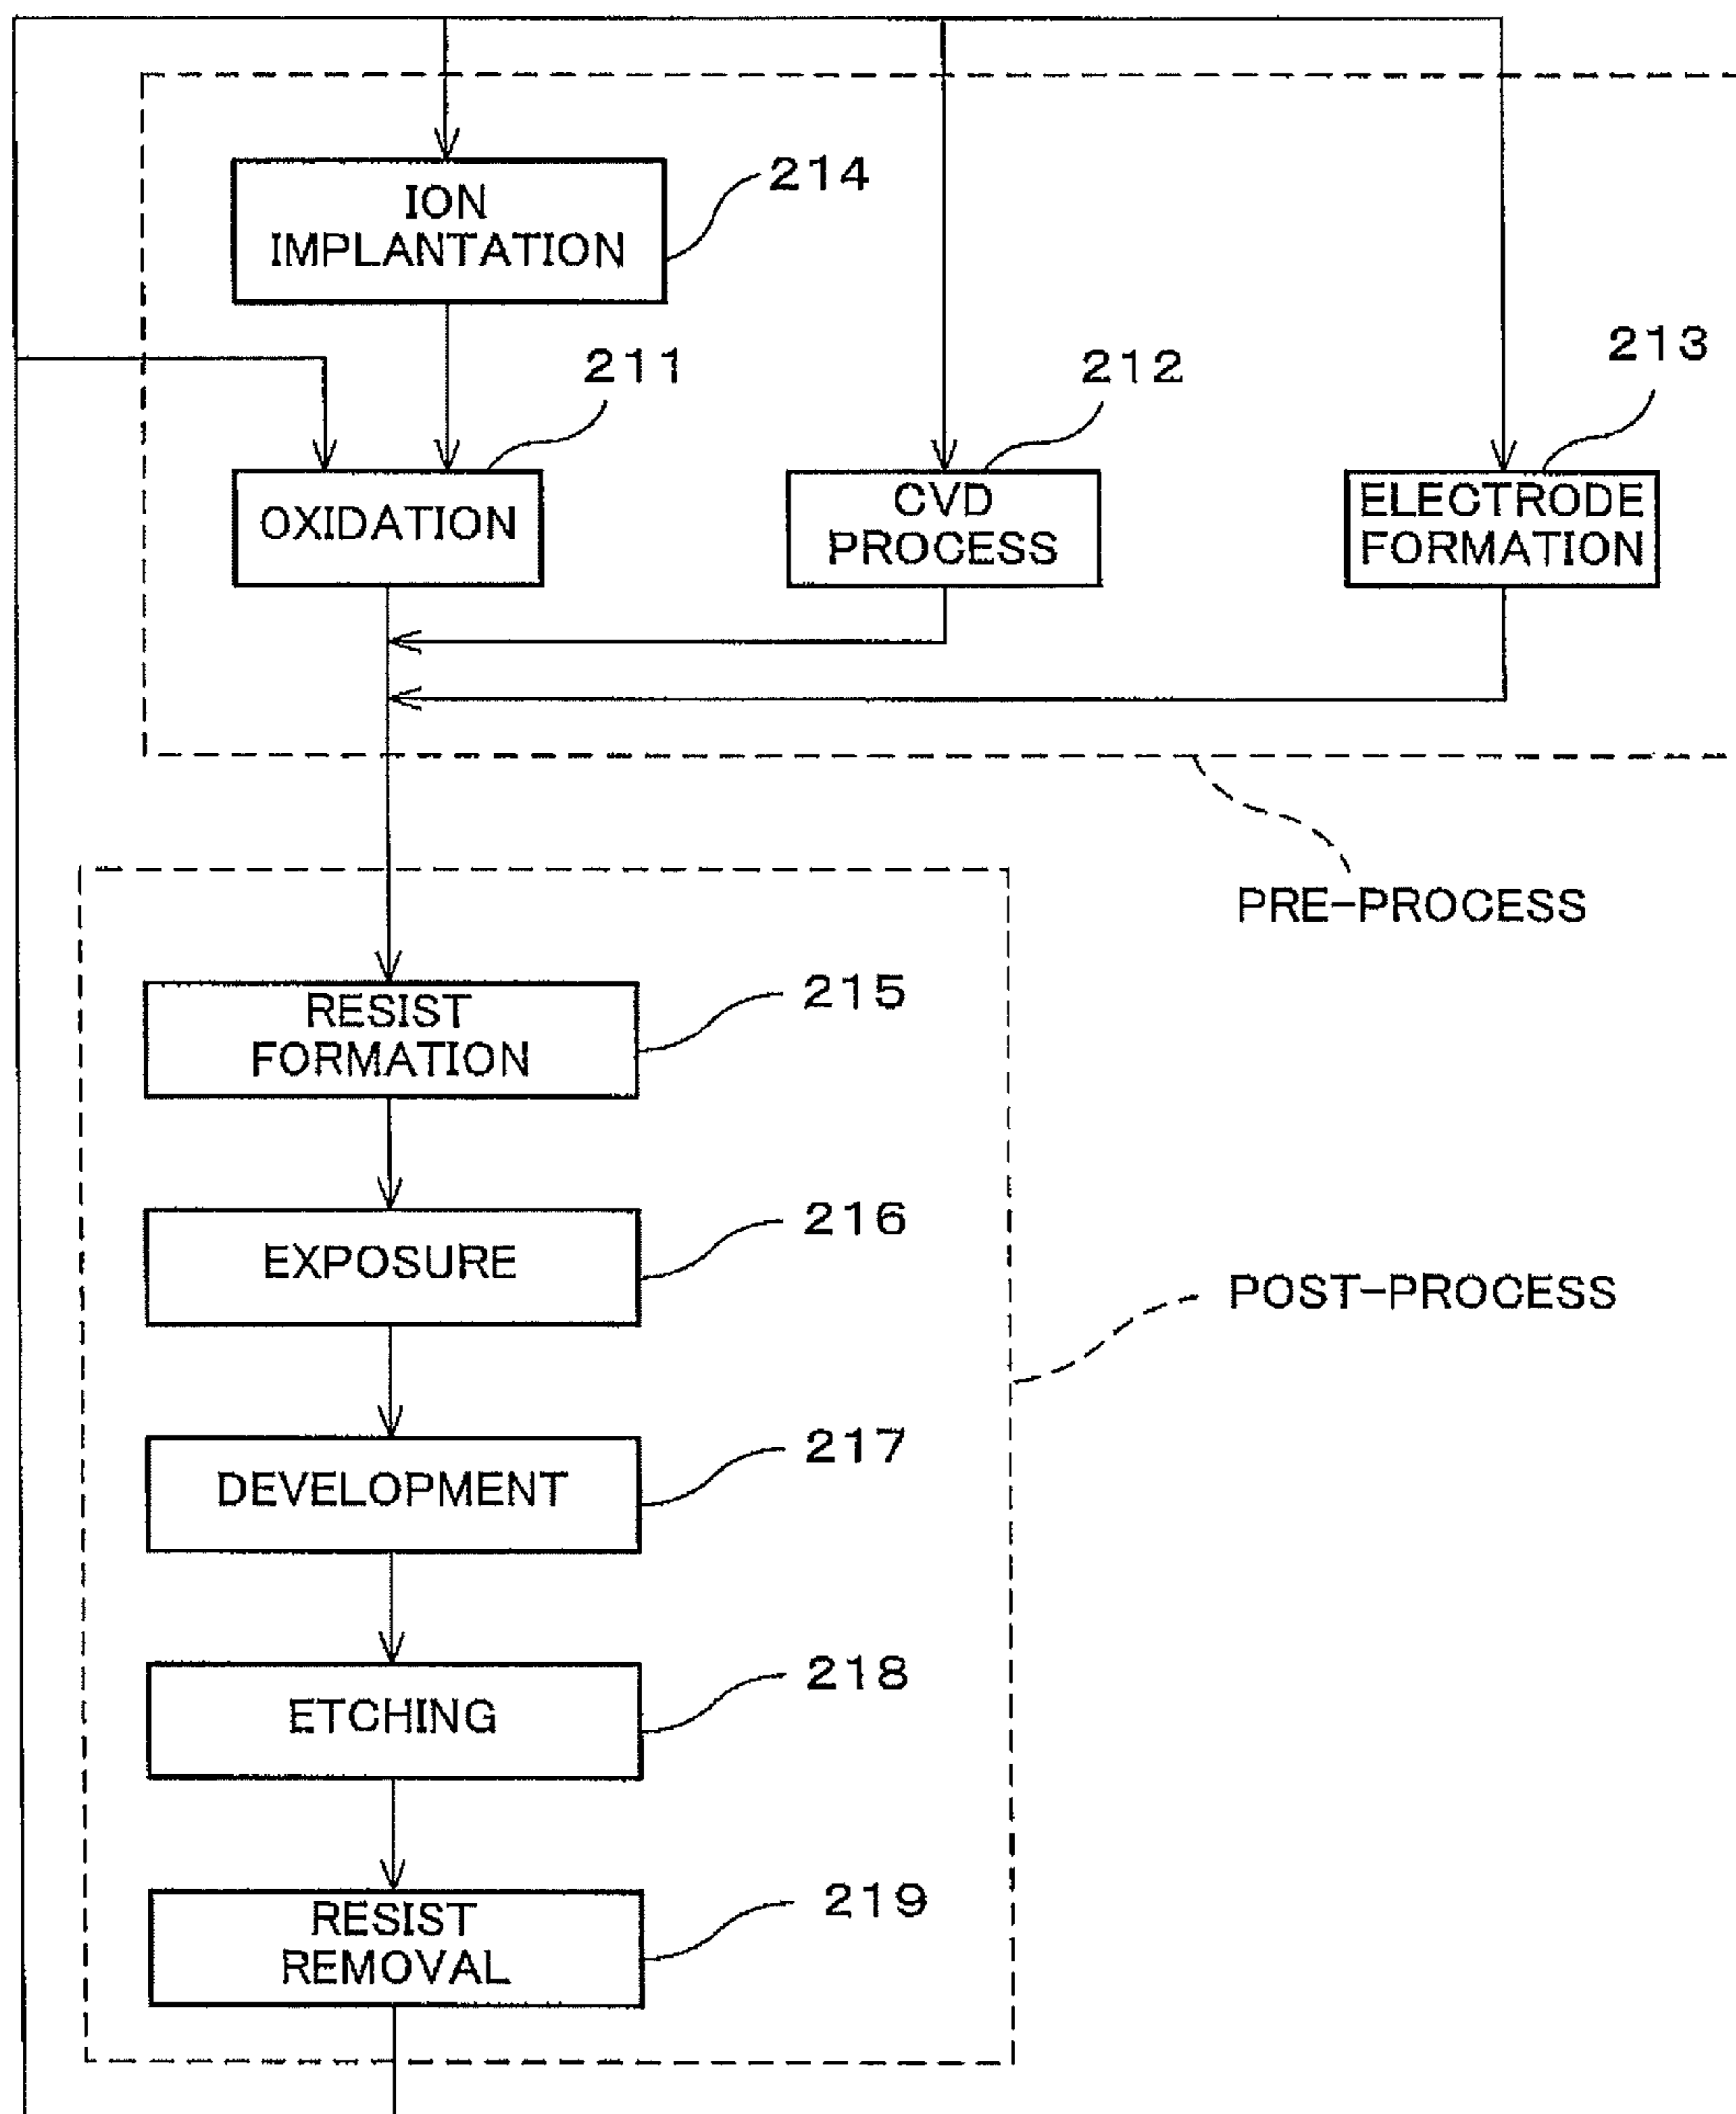 214
ION
IMPLANTATION
211
212
213
OXIDATION
CVD
PROCESS
ELECTRODE
FORMATION
PRE-PROCESS
215
RESIST
FORMATION
216
EXPOSURE
POST-PROCESS
217
DEVELOPMENT
218
ETCHING
219
RESIST
REMOVAL